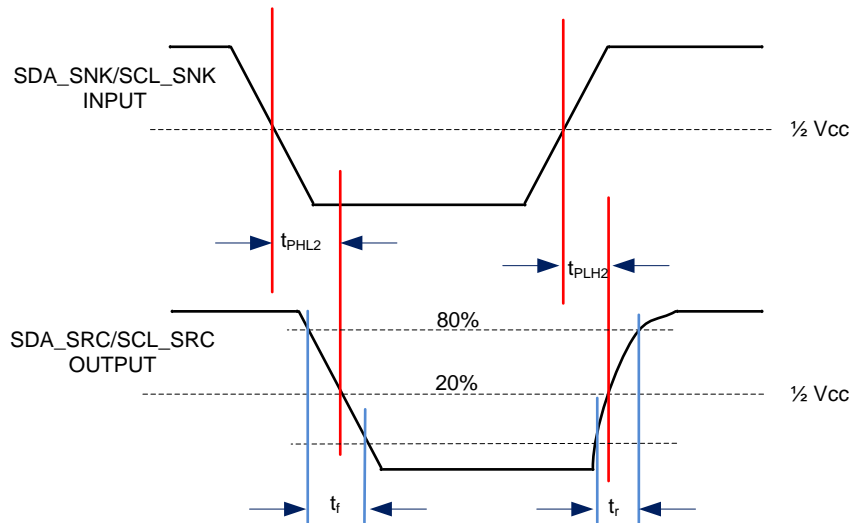 SDA_SNK/SCL_SNK
INPUT
½ Vcc
tPHL2
tPLH2
SDA_SRC/SCL_SRC
OUTPUT
80%
20%
½ Vcc
tf
tr